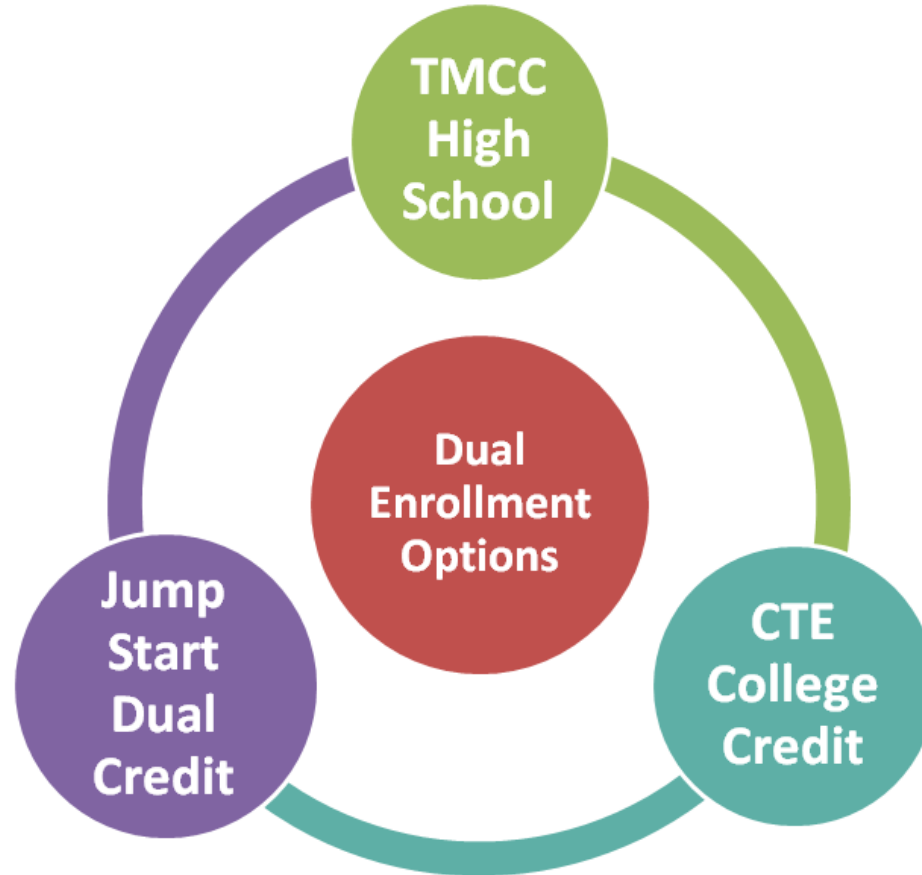 TMCC
High
School
Dual
Enrollment
Options
Jump
Start
Dual
Credit
CTE
College
Credit